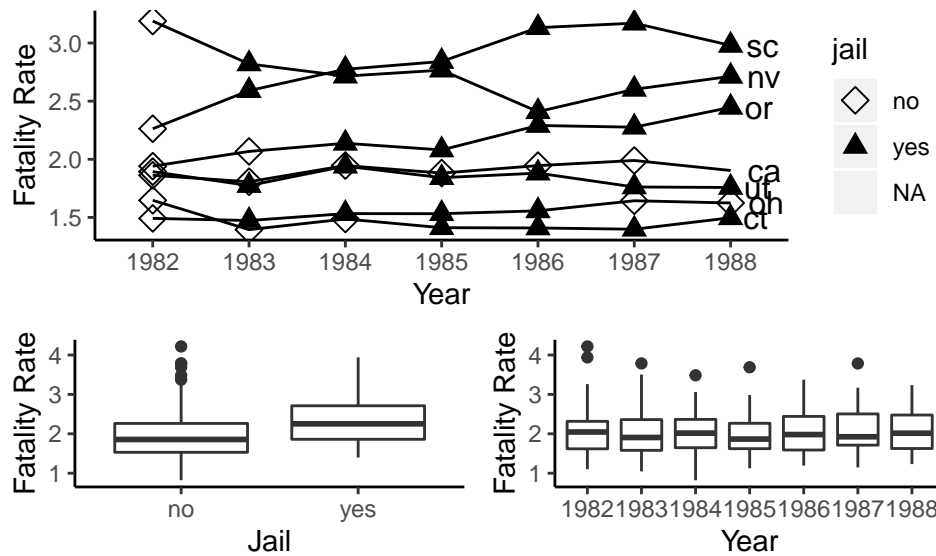 Fatality Rate
3.0
2.5
2.0
1.5
sc
nv
or
ca
ut
oh
ct
1982 1983 1984 1985 1986 1987 1988
Year
jail
no
yes
NA
Fatality Rate
4
3
2
1
no yes
Jail
Fatality Rate
4
3
2
1
1982 1983 1984 1985 1986 1987 1988
Year